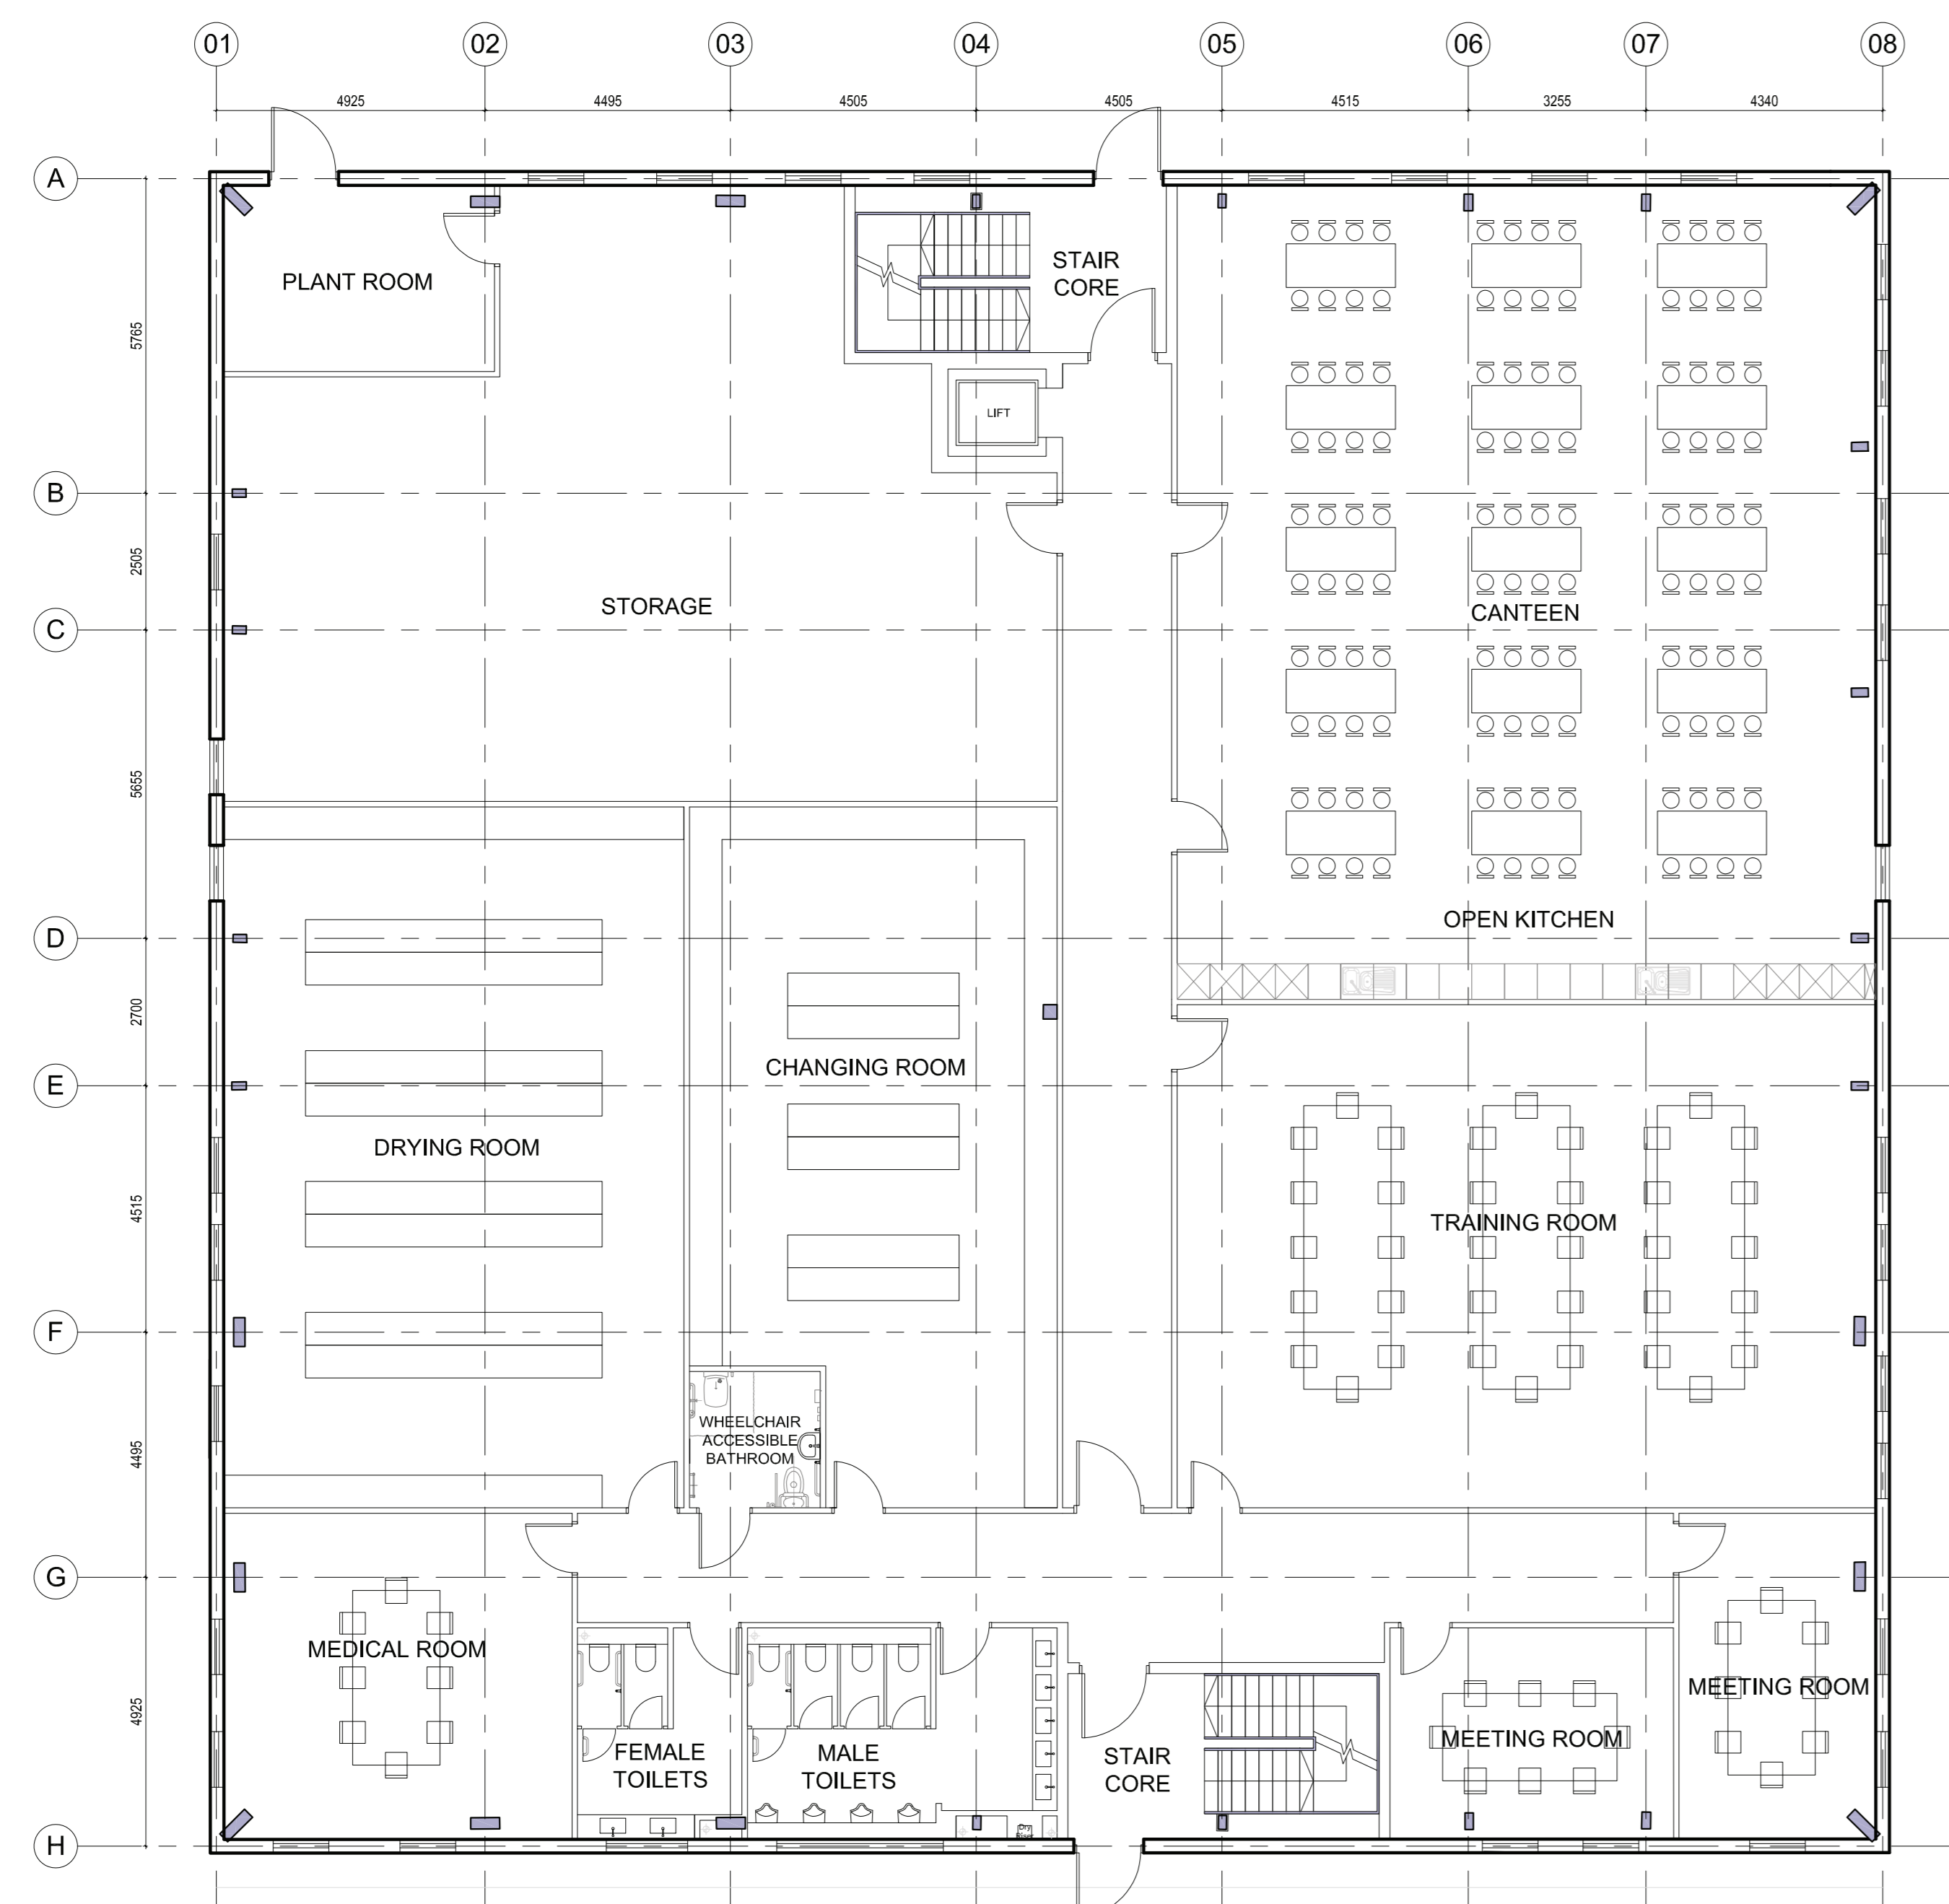 01 02 03 04 05 06 07 08
4925 4495 4505 4505 4515 3255 4340
A
STAIR
CORE
PLANT ROOM
5765
LIFT
B
2505
STORAGE
CANTEEN
C
5655
OPEN KITCHEN
D
2700
CHANGING ROOM
E
DRYING ROOM
4515
TRAINING ROOM
F
WHEELCHAIR
ACCESSIBLE
BATHROOM
4495
G
MEDICAL ROOM
MEETING ROOM
4925
MEETING ROOM
FEMALE
TOILETS
MALE
TOILETS
STAIR
CORE
Dry
Riser
H